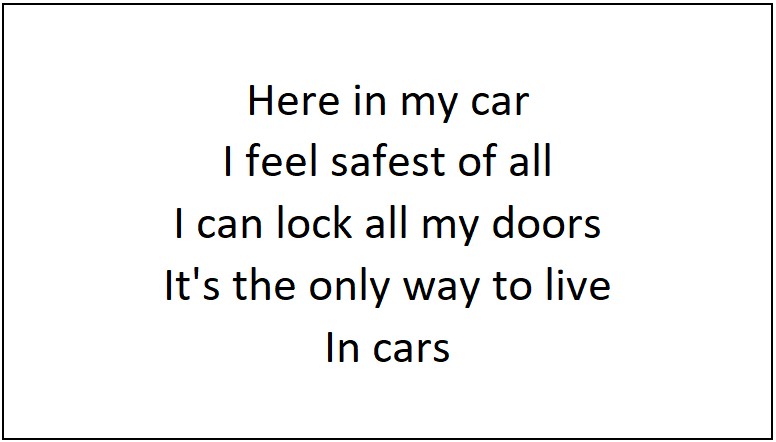 Here in my car
I feel safest of all
I can lock all my doors
It's the only way to live
In cars